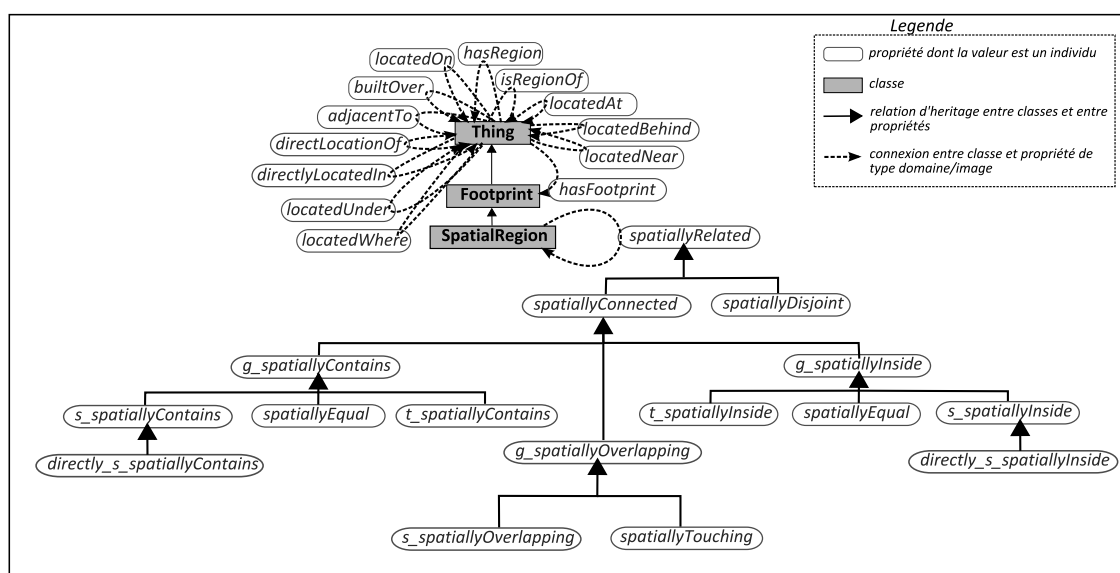 Legende
propriété dont la valeur est un individu
classe
relation d'heritage entre classes et entre
propriétés
connexion entre classe et propriété de
type domaine/image
hasRegion
locatedOn
isRegionOf
builtOver
locatedAt
adjacentTo
Thing
locatedBehind
directLocationOf
locatedNear
directlyLocatedIn
Footprint
hasFootprint
locatedUnder
SpatialRegion
spatiallyRelated
locatedWhere
spatiallyConnected
spatiallyDisjoint
g_spatiallyContains
g_spatiallyInside
s_spatiallyContains
spatiallyEqual
t_spatiallyContains
t_spatiallyInside
spatiallyEqual
s_spatiallyInside
g_spatiallyOverlapping
directly_s_spatiallyContains
directly_s_spatiallyInside
s_spatiallyOverlapping
spatiallyTouching